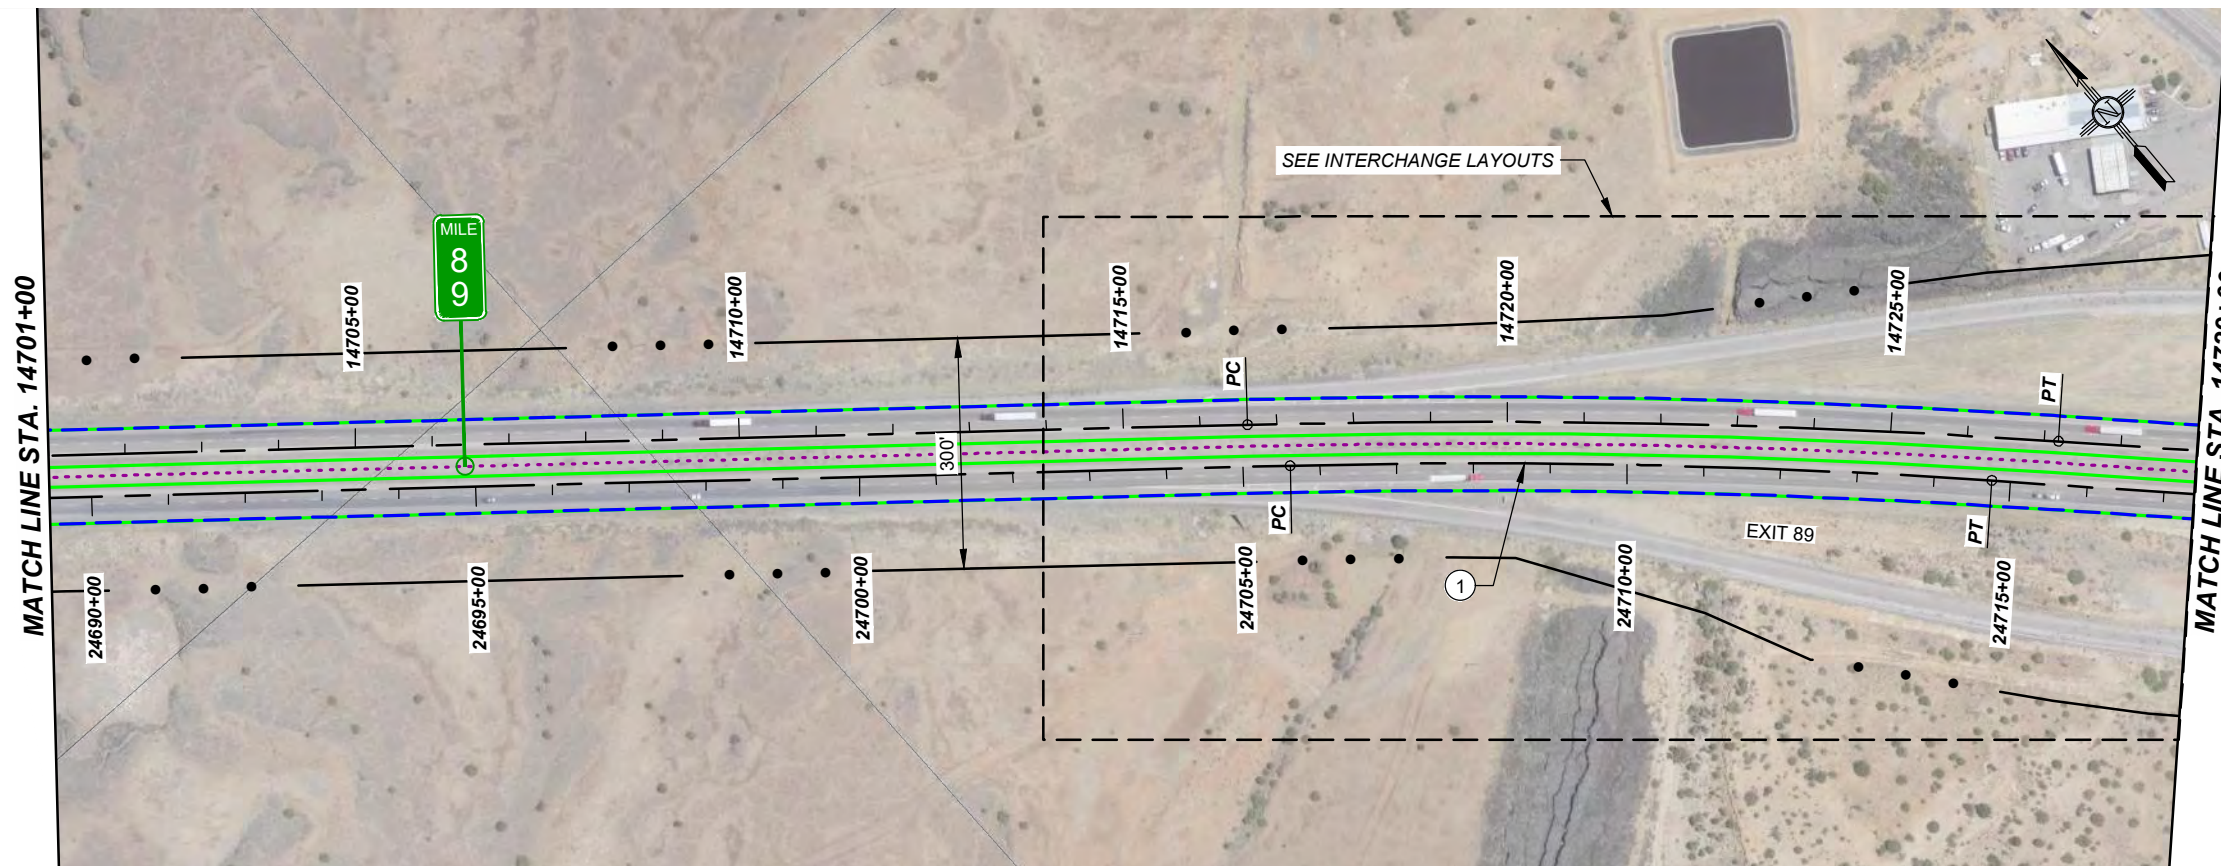 MATCH LINE STA. 14701+00
MILE
8
9
SEE INTERCHANGE LAYOUTS
N
14705+00
14710+00
14715+00
14720+00
14725+00
PC
PT
300'
PC
PT
EXIT 89
1
24690+00
24695+00
24700+00
24705+00
24710+00
24715+00
MATCH LINE STA.